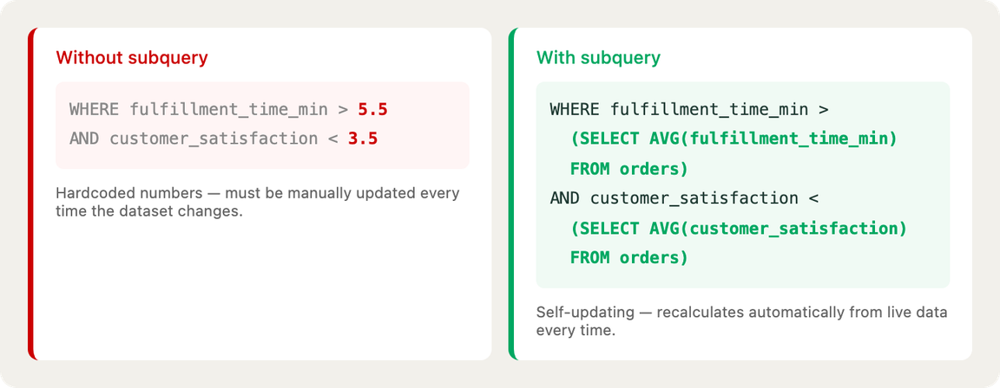 Without subquery
WHERE fulfillment_time_min > 5.5
AND customer_satisfaction < 3.5
Hardcoded numbers — must be manually updated every
time the dataset changes.
With subquery
WHERE fulfillment_time_min >
(SELECT AVG(fulfillment_time_min)
FROM orders)
AND customer_satisfaction <
(SELECT AVG(customer_satisfaction)
FROM orders)
Self-updating — recalculates automatically from live data
every time.